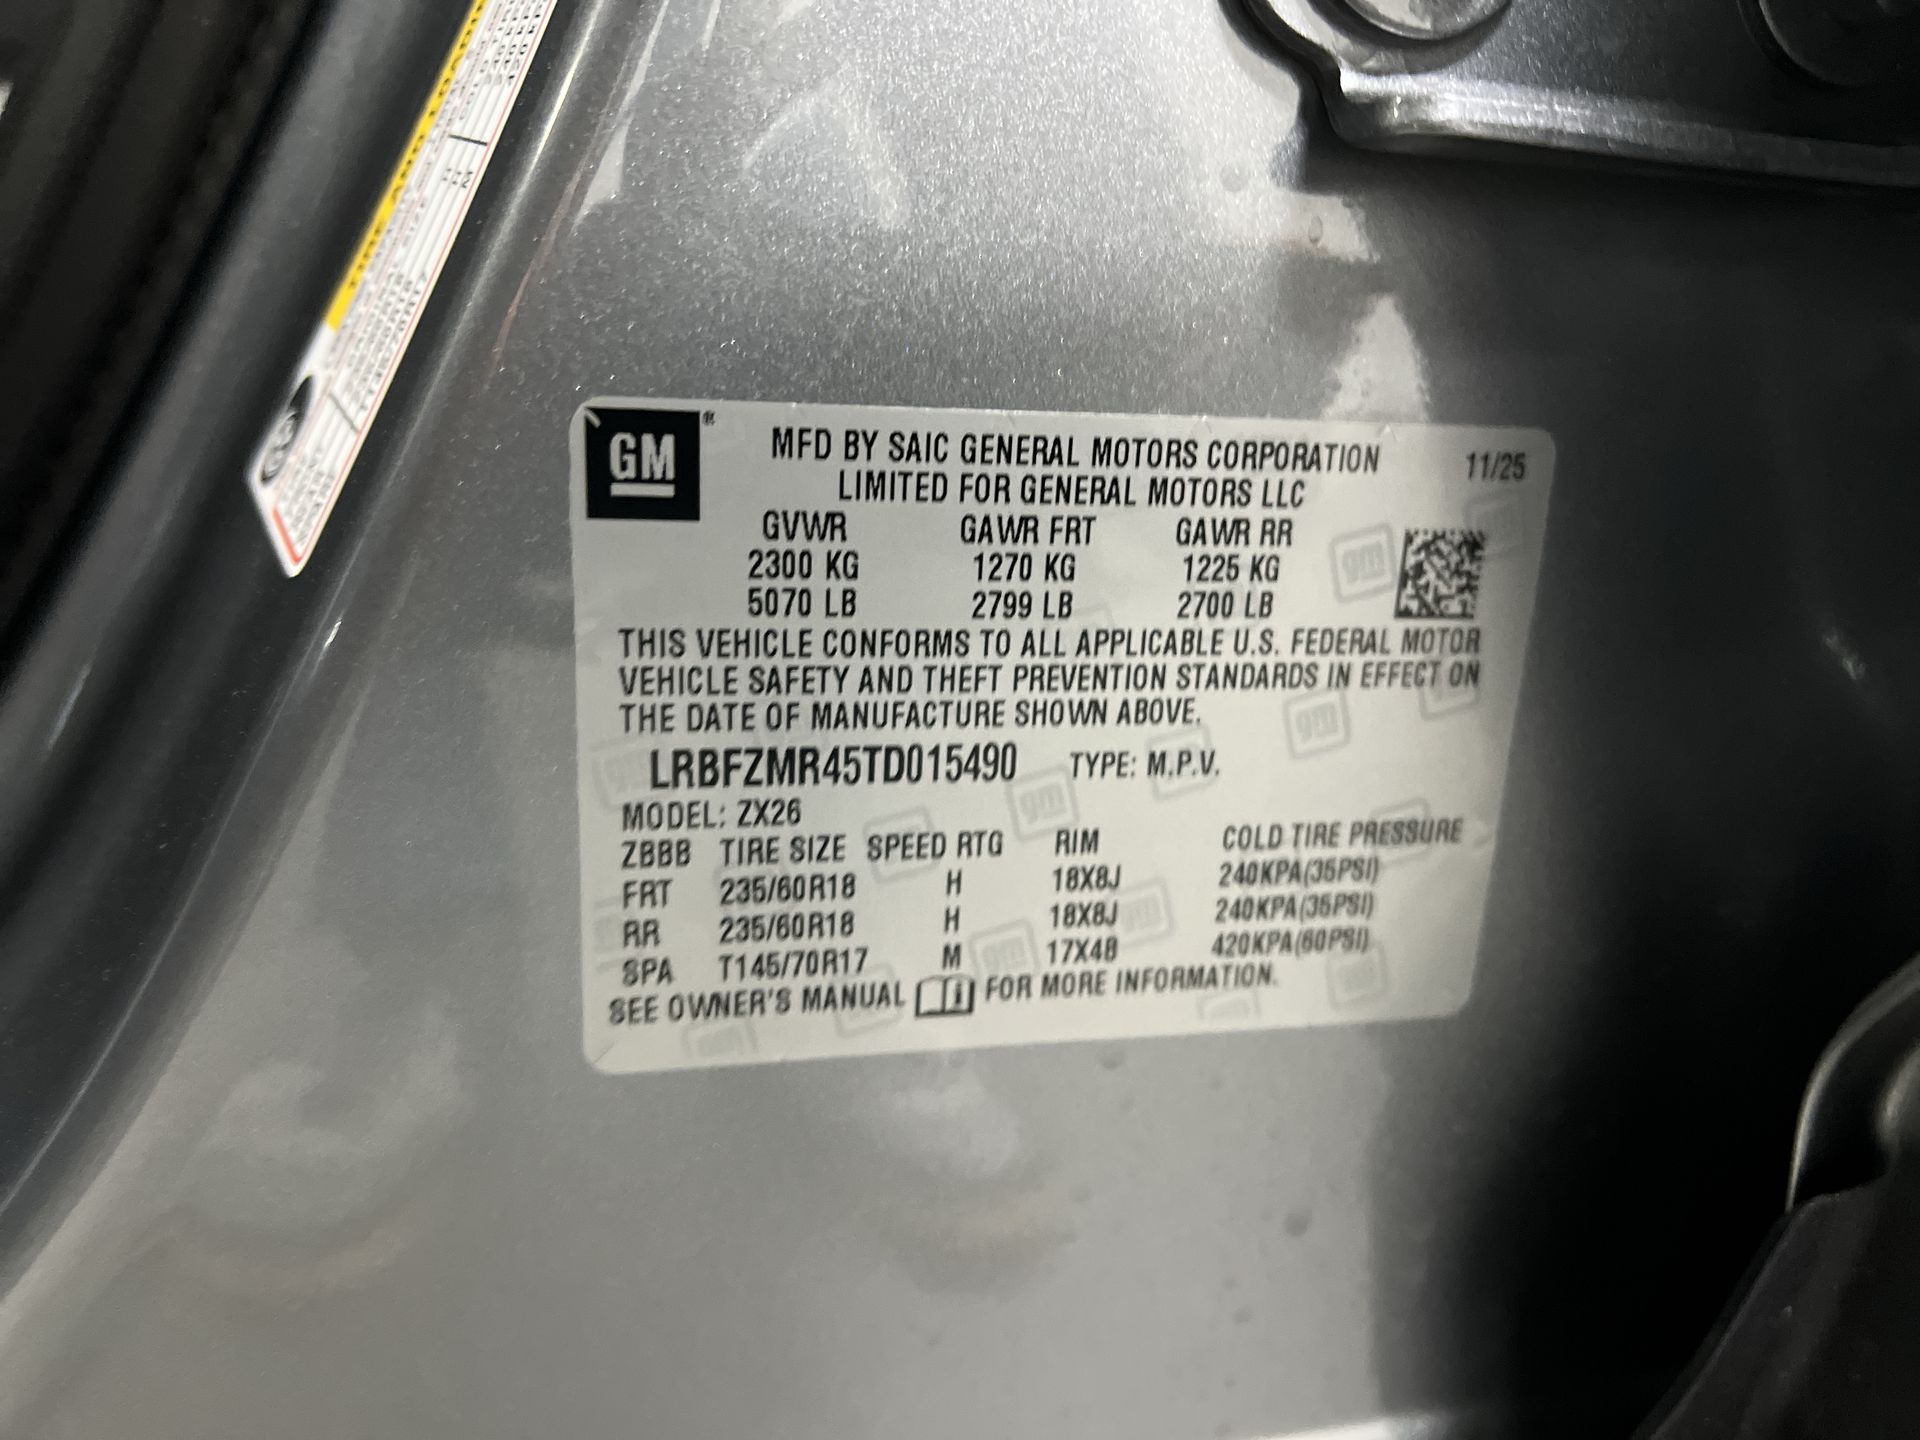 GM ®
MFD BY SAIC GENERAL MOTORS CORPORATION
LIMITED FOR GENERAL MOTORS LLC
11/25
GVWR GAWR FRT GAWR RR
2300 KG 1270 KG 1225 KG
5070 LB 2799 LB 2700 LB
THIS VEHICLE CONFORMS TO ALL APPLICABLE U.S. FEDERAL MOTOR
VEHICLE SAFETY AND THEFT PREVENTION STANDARDS IN EFFECT ON
THE DATE OF MANUFACTURE SHOWN ABOVE.
LRBFZMR45TD015490 TYPE: M.P.V.
MODEL: ZX26
ZBBB TIRE SIZE SPEED RTG RIM COLD TIRE PRESSURE
FRT 235/60R18 H 18X8J 240KPA(35PSI)
RR 235/60R18 H 18X8J 240KPA(35PSI)
SPA T145/70R17 M 17X4B 420KPA(60PSI)
SEE OWNER'S MANUAL FOR MORE INFORMATION.